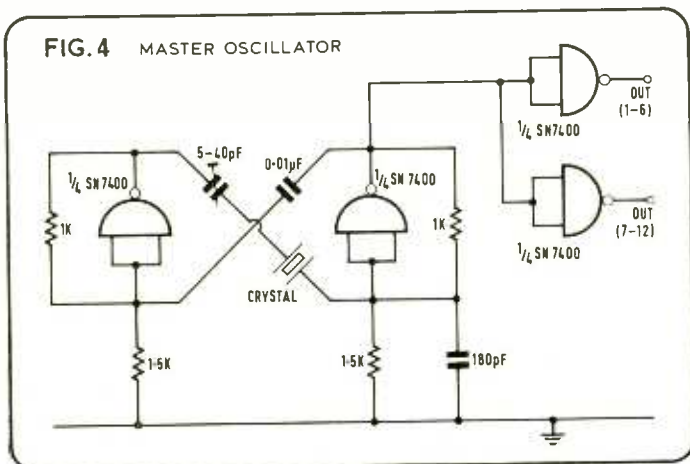 FIG. 4 MASTER OSCILLATOR
1/4 SN7400
5-40pF
0·01µF
1/4 SN 7400
1K
1K
CRYSTAL
1·5K
1·5K
180pF
OUT
(1-6)
1/4 SN7400
OUT
(7-12)
1/4 SN7400